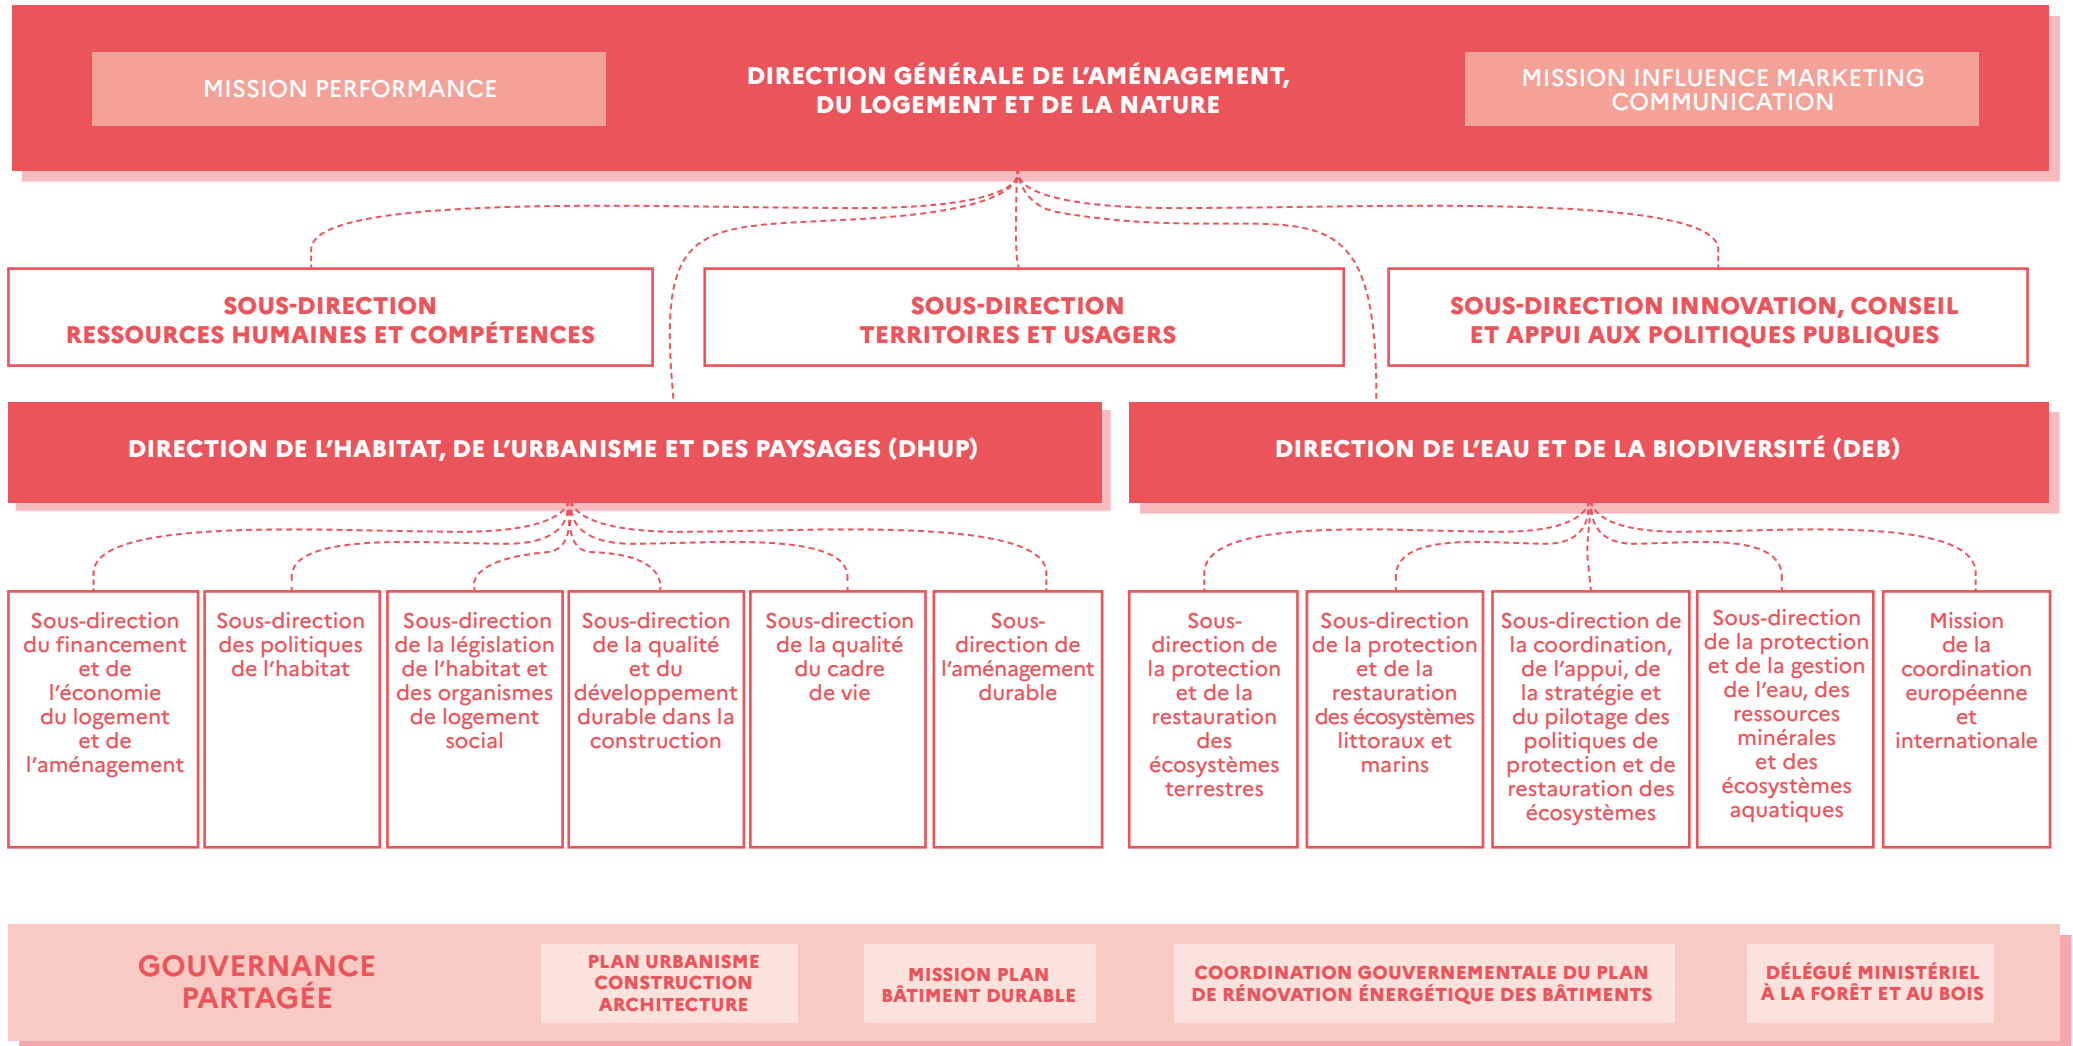 MISSION PERFORMANCE
DIRECTION GÉNÉRALE DE L’AMÉNAGEMENT,
DU LOGEMENT ET DE LA NATURE
MISSION INFLUENCE MARKETING
COMMUNICATION
SOUS-DIRECTION
RESSOURCES HUMAINES ET COMPÉTENCES
SOUS-DIRECTION
TERRITOIRES ET USAGERS
SOUS-DIRECTION INNOVATION, CONSEIL
ET APPUI AUX POLITIQUES PUBLIQUES
DIRECTION DE L’HABITAT, DE L’URBANISME ET DES PAYSAGES (DHUP)
DIRECTION DE L’EAU ET DE LA BIODIVERSITÉ (DEB)
Sous-direction
du financement
et de
l’économie
du logement
et de
l’aménagement
Sous-direction
des politiques
de l’habitat
Sous-direction
de la législation
de l’habitat et
des organismes
de logement
social
Sous-direction
de la qualité
et du
développement
durable dans la
construction
Sous-direction
de la qualité
du cadre
de vie
Sous-
direction de
l’aménagement
durable
Sous-
direction de
la protection
et de la
restauration
des
écosystèmes
terrestres
Sous-direction
de la protection
et de la
restauration
des écosystèmes
littoraux et
marins
Sous-direction de
la coordination,
de l’appui, de
la stratégie et
du pilotage des
politiques de
protection et de
restauration des
écosystèmes
Sous-direction
de la protection
et de la gestion
de l’eau, des
ressources
minérales
et des
écosystèmes
aquatiques
Mission
de la
coordination
européenne
et
internationale
GOUVERNANCE
PARTAGÉE
PLAN URBANISME
CONSTRUCTION
ARCHITECTURE
MISSION PLAN
BÂTIMENT DURABLE
COORDINATION GOUVERNEMENTALE DU PLAN
DE RÉNOVATION ÉNERGÉTIQUE DES BÂTIMENTS
DÉLÉGUÉ MINISTÉRIEL
À LA FORÊT ET AU BOIS